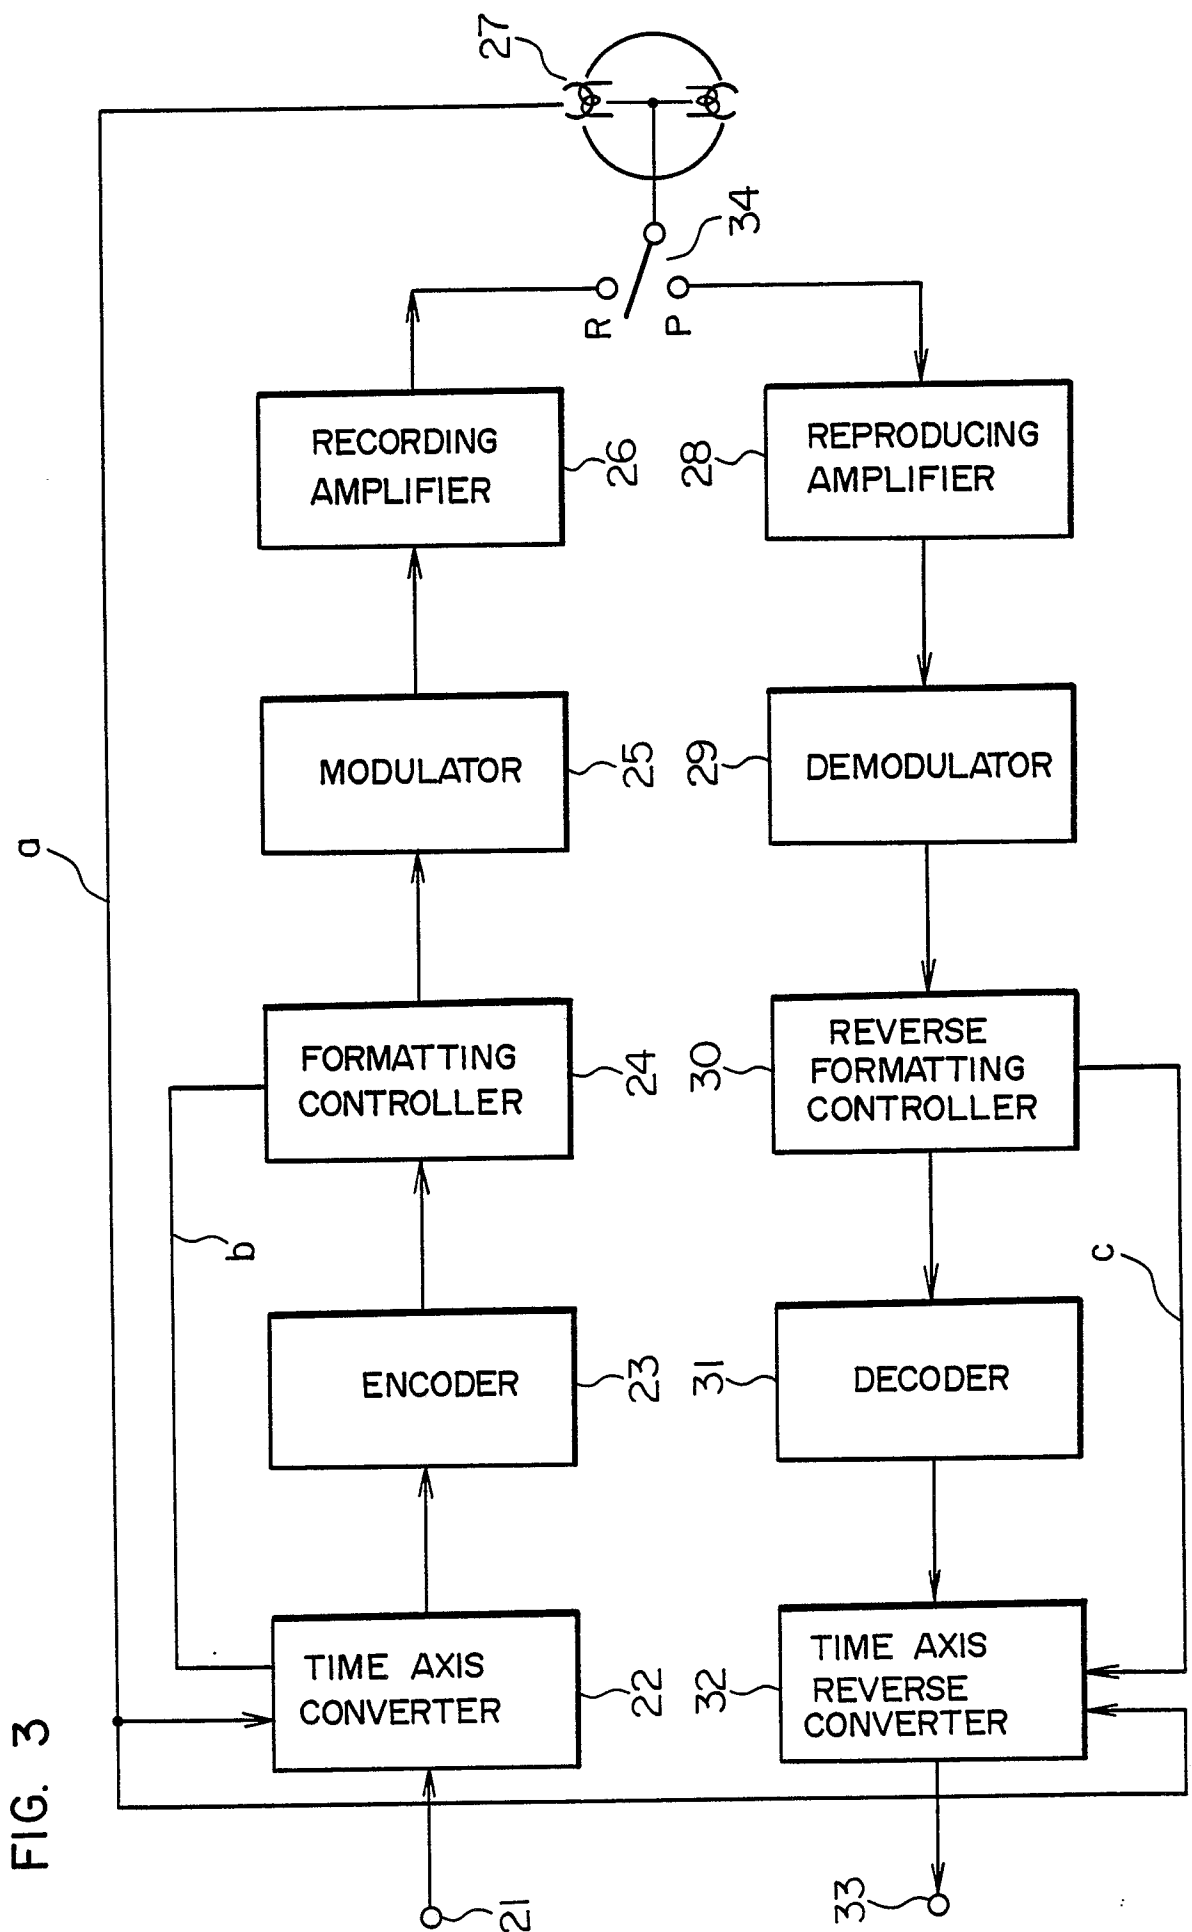 FIG. 3
a
b
c
21
TIME AXIS
CONVERTER
22
ENCODER
23
FORMATTING
CONTROLLER
24
MODULATOR
25
RECORDING
AMPLIFIER
26
27
R
P
34
REPRODUCING
AMPLIFIER
28
DEMODULATOR
29
REVERSE
FORMATTING
CONTROLLER
30
DECODER
31
TIME AXIS
REVERSE
CONVERTER
32
33